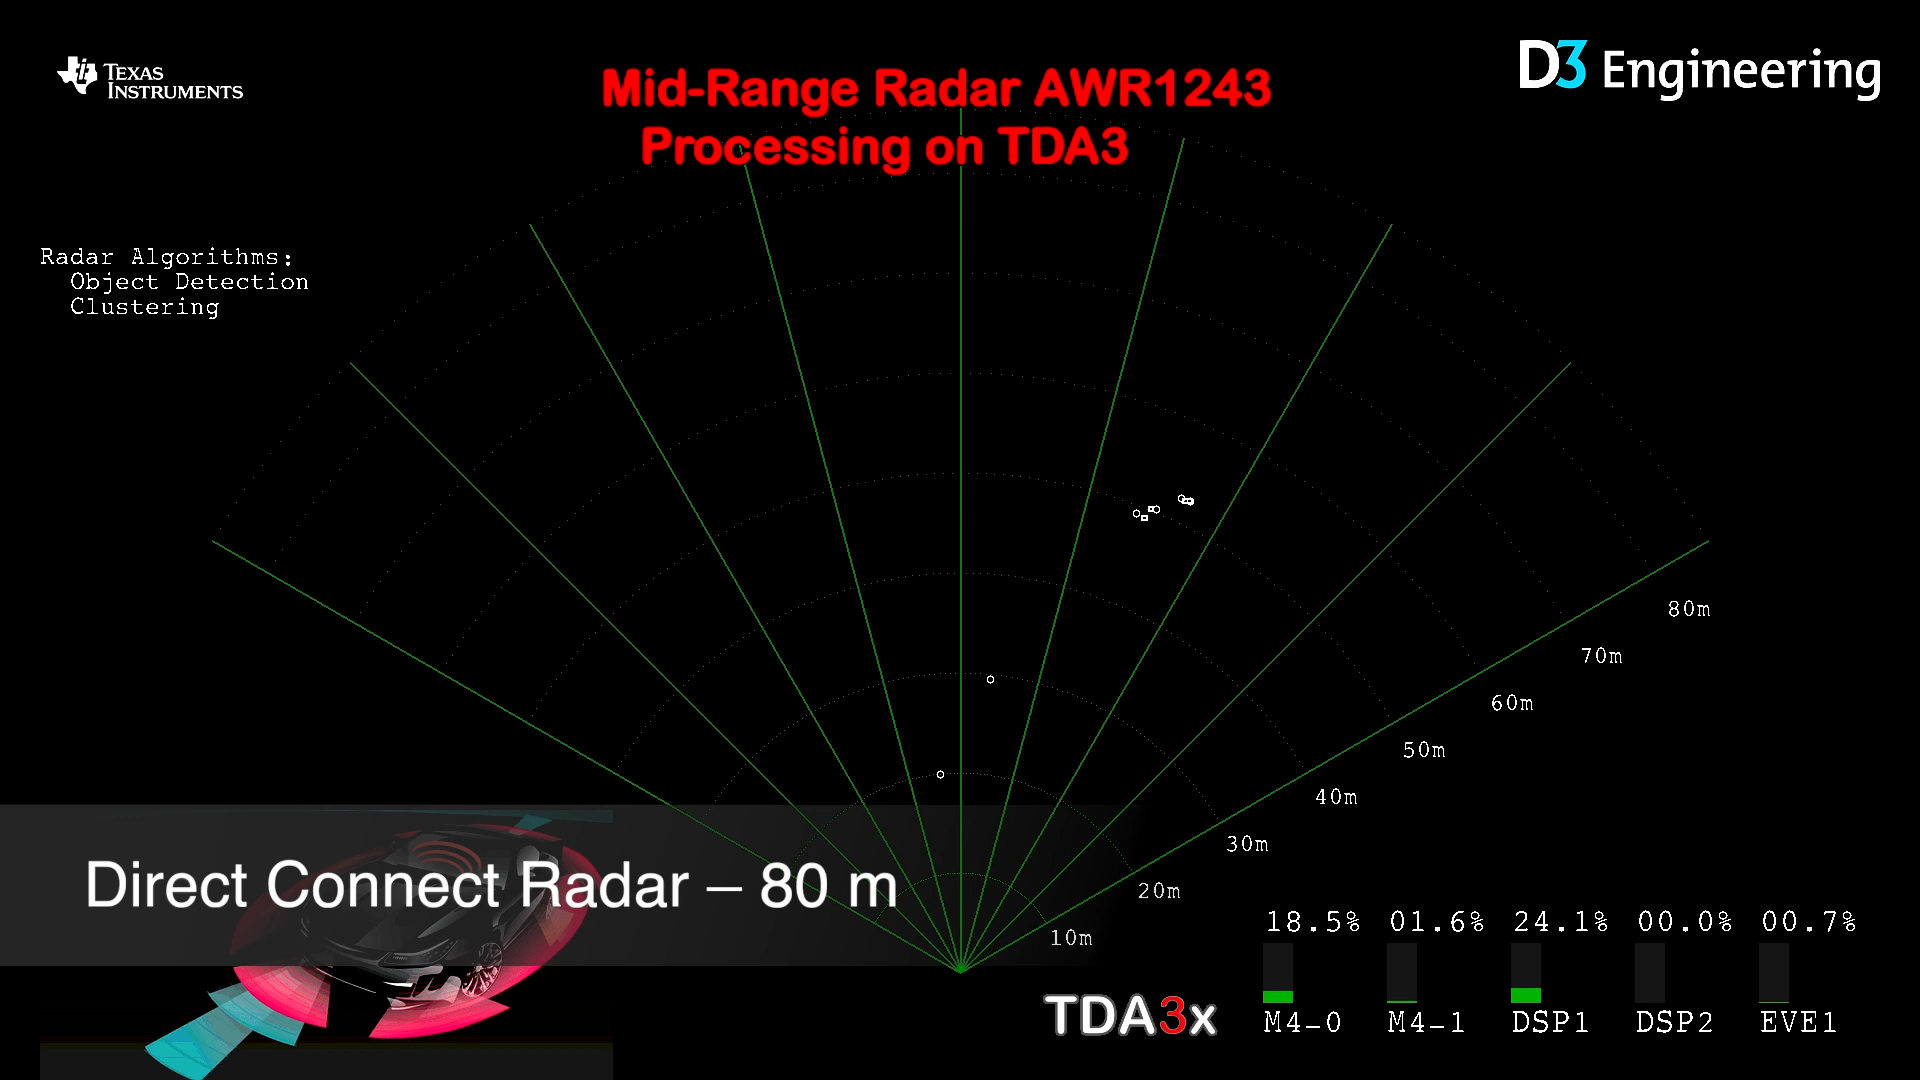 TEXAS
INSTRUMENTS
Mid-Range Radar AWR1243
Processing on TDA3
D3 Engineering
Radar Algorithms:
Object Detection
Clustering
80m
70m
60m
50m
40m
30m
20m
10m
Direct Connect Radar – 80 m
TDA3x
18.5% 01.6% 24.1% 00.0% 00.7%
M4-0 M4-1 DSP1 DSP2 EVE1